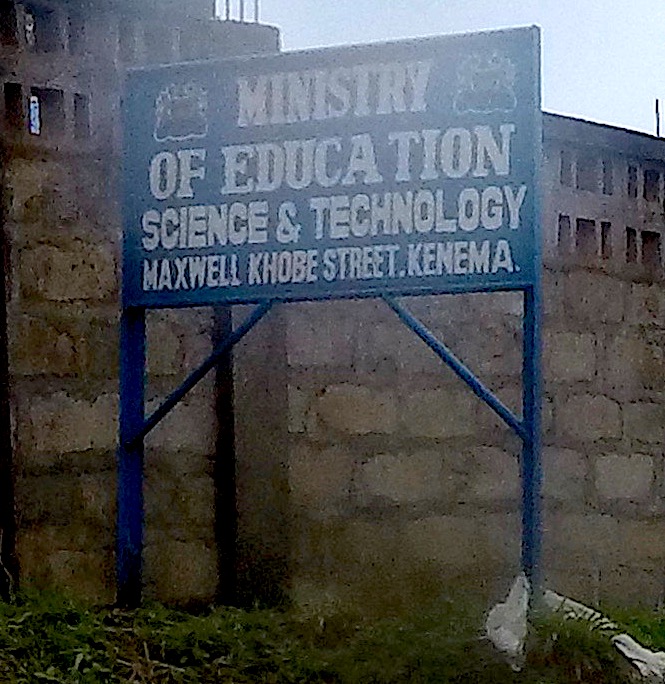 MINISTRY
OF EDUCATION
SCIENCE & TECHNOLOGY
MAXWELL KHOBE STREET. KENEMA.